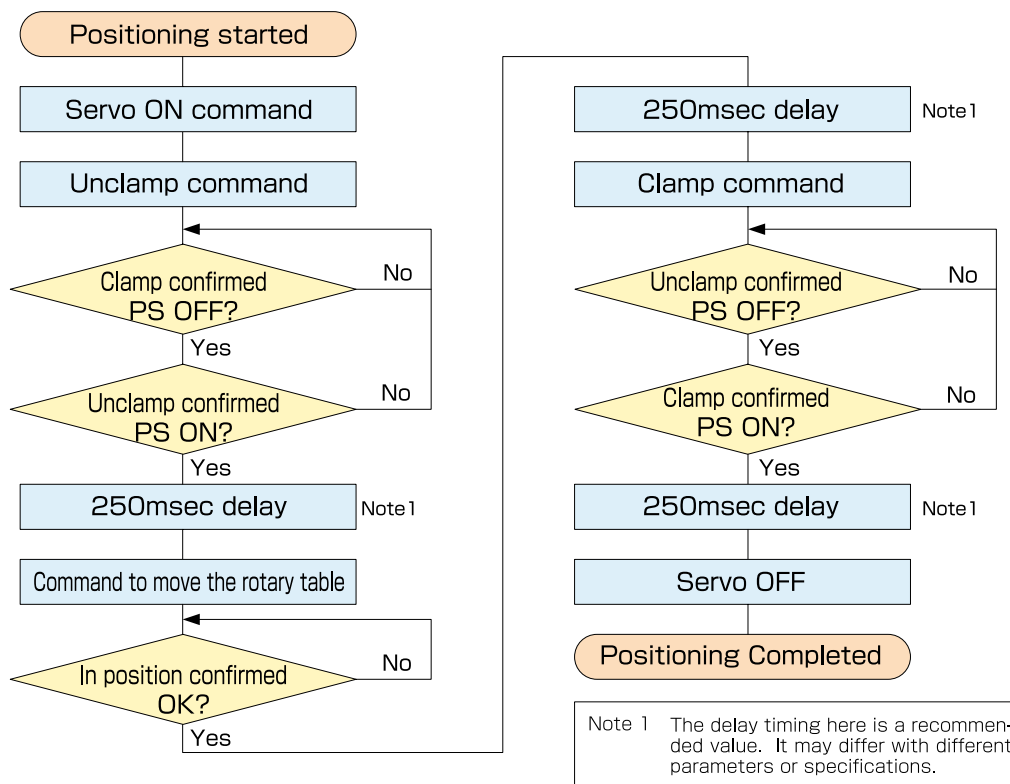 Positioning started
Servo ON command
Unclamp command
Clamp confirmed
PS OFF?
No
Yes
Unclamp confirmed
PS ON?
No
Yes
250msec delay
Note1
Command to move the rotary table
In position confirmed
OK?
No
Yes
250msec delay
Note1
Clamp command
Unclamp confirmed
PS OFF?
No
Yes
Clamp confirmed
PS ON?
No
Yes
250msec delay
Note1
Servo OFF
Positioning Completed
Note 1 The delay timing here is a recommen-
ded value. It may differ with different
parameters or specifications.